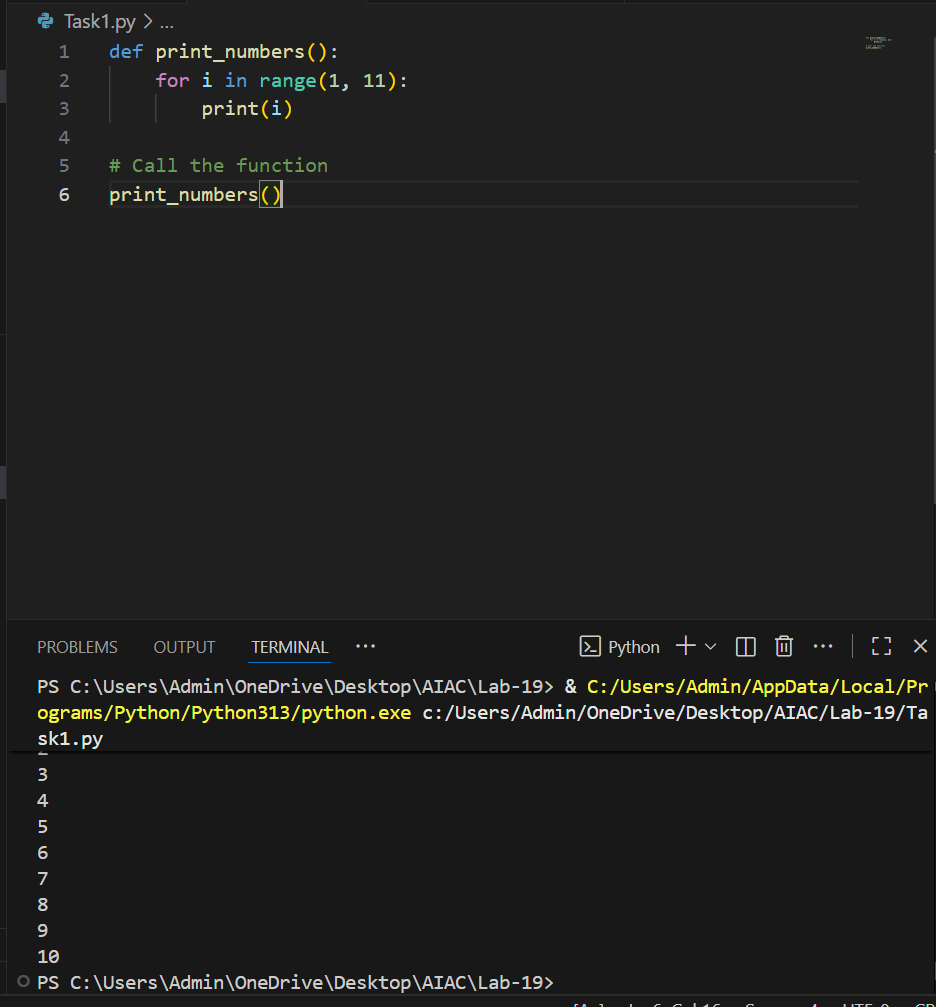 Task1.py > ...
1 def print_numbers():
2     for i in range(1, 11):
3         print(i)
4
5 # Call the function
6 print_numbers()
PROBLEMS OUTPUT TERMINAL ... Python
PS C:\Users\Admin\OneDrive\Desktop\AIAC\Lab-19> & C:/Users/Admin/AppData/Local/Pr
ograms/Python/Python313/python.exe c:/Users/Admin/OneDrive/Desktop/AIAC/Lab-19/Ta
sk1.py
3
4
5
6
7
8
9
10
PS C:\Users\Admin\OneDrive\Desktop\AIAC\Lab-19>